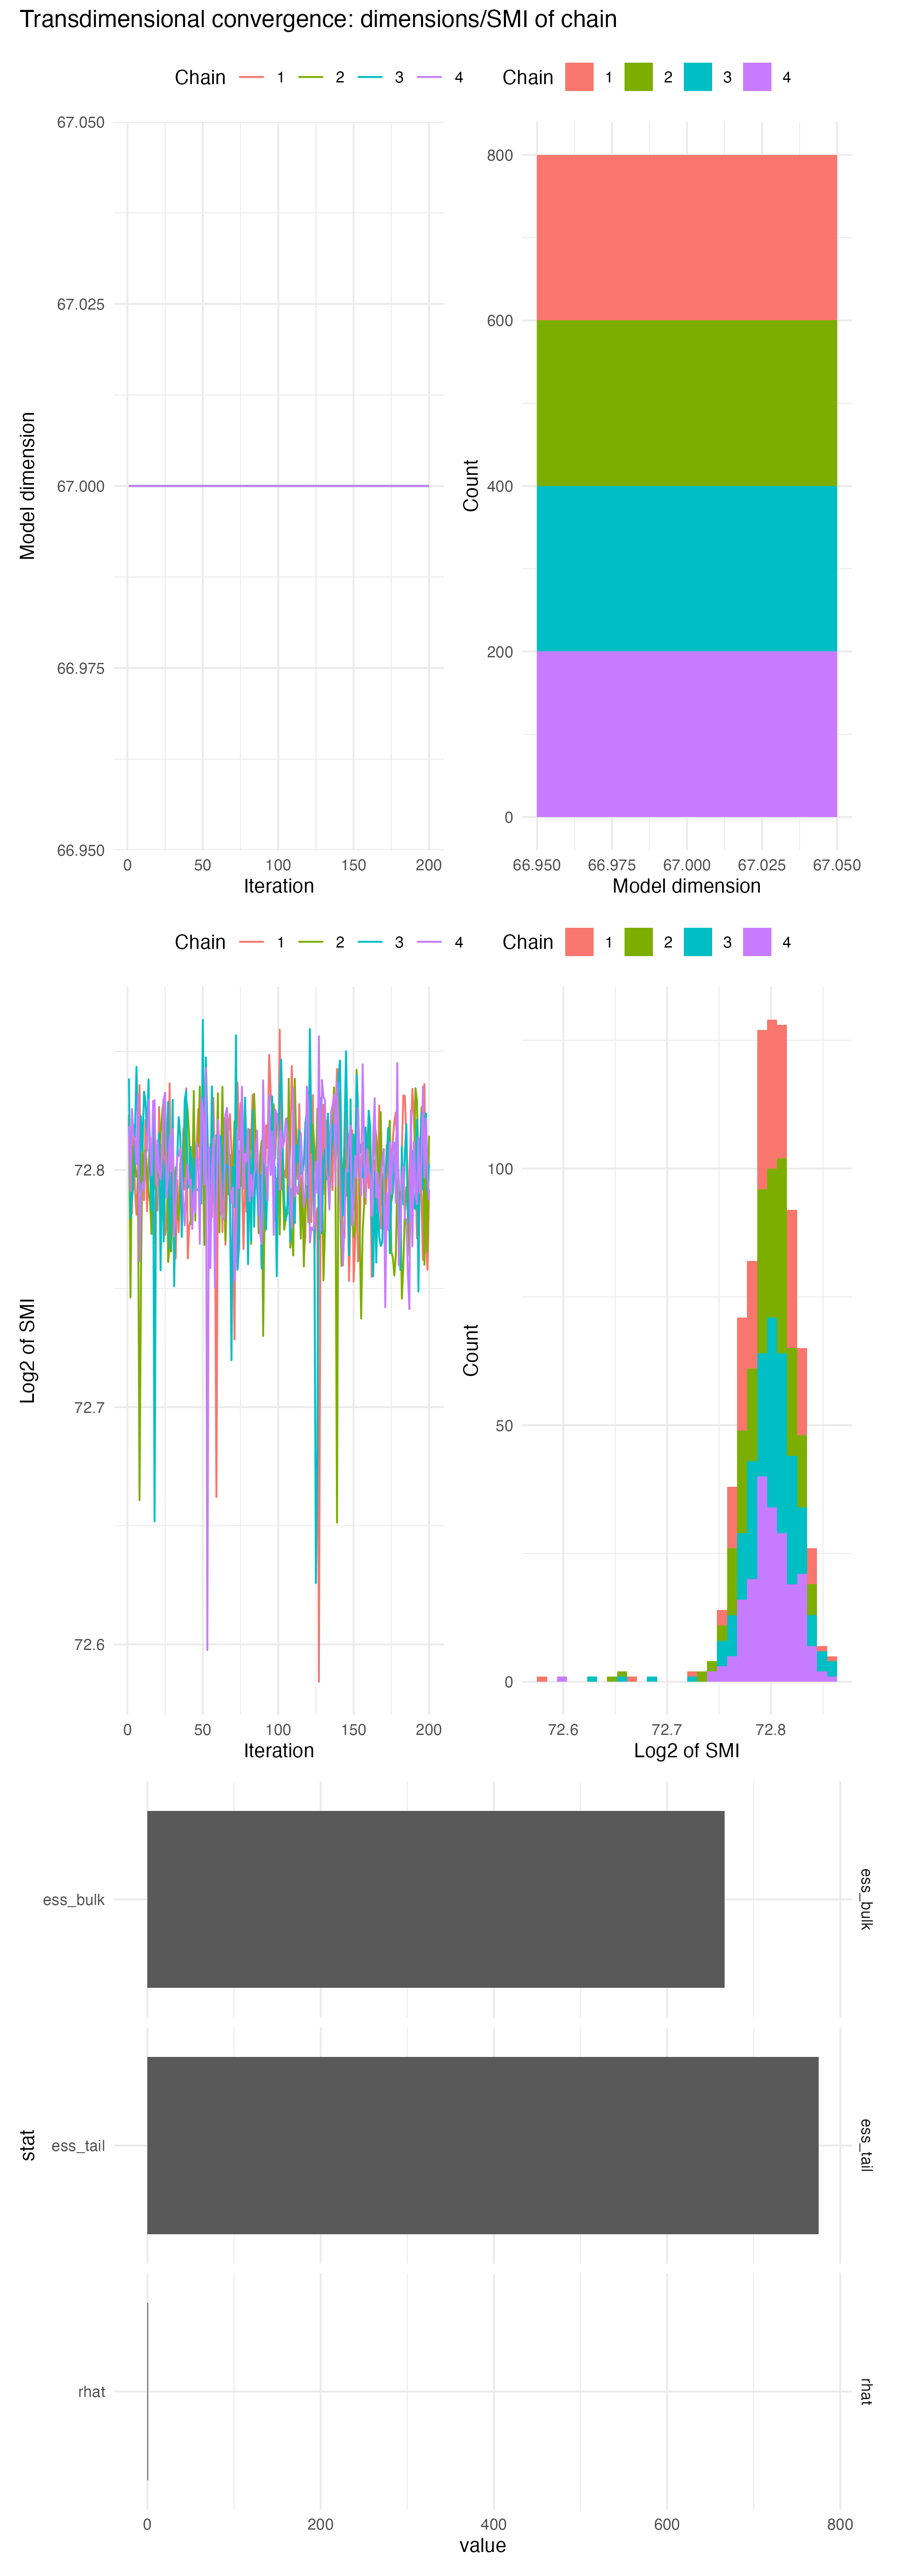 Transdimensional convergence: dimensions/SMI of chain
Chain 1 2 3 4
Chain 1 2 3 4
67.050
67.025
67.000
66.975
66.950
Model dimension
0 50 100 150 200
Iteration
800
600
400
200
0
Count
66.950 66.975 67.000 67.025 67.050
Model dimension
Chain 1 2 3 4
Chain 1 2 3 4
72.8
72.7
72.6
Log2 of SMI
0 50 100 150 200
Iteration
100
50
0
Count
72.6 72.7 72.8
Log2 of SMI
stat
ess_bulk
ess_bulk
ess_tail
ess_tail
rhat
rhat
0 200 400 600 800
value